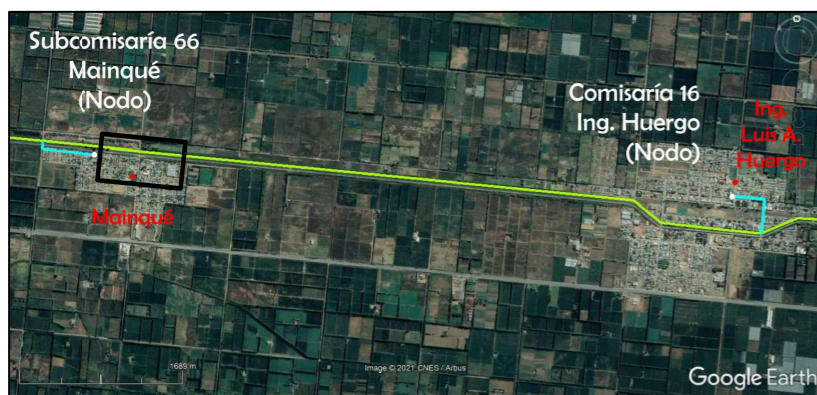 Subcomisaría 66
Mainqué
(Nodo)
Comisaría 16
Ing. Huergo
(Nodo)
Ing.
Luis A.
Huergo
Mainqué
1689 m
Image © 2021 CNES / Airbus
Google Earth
N